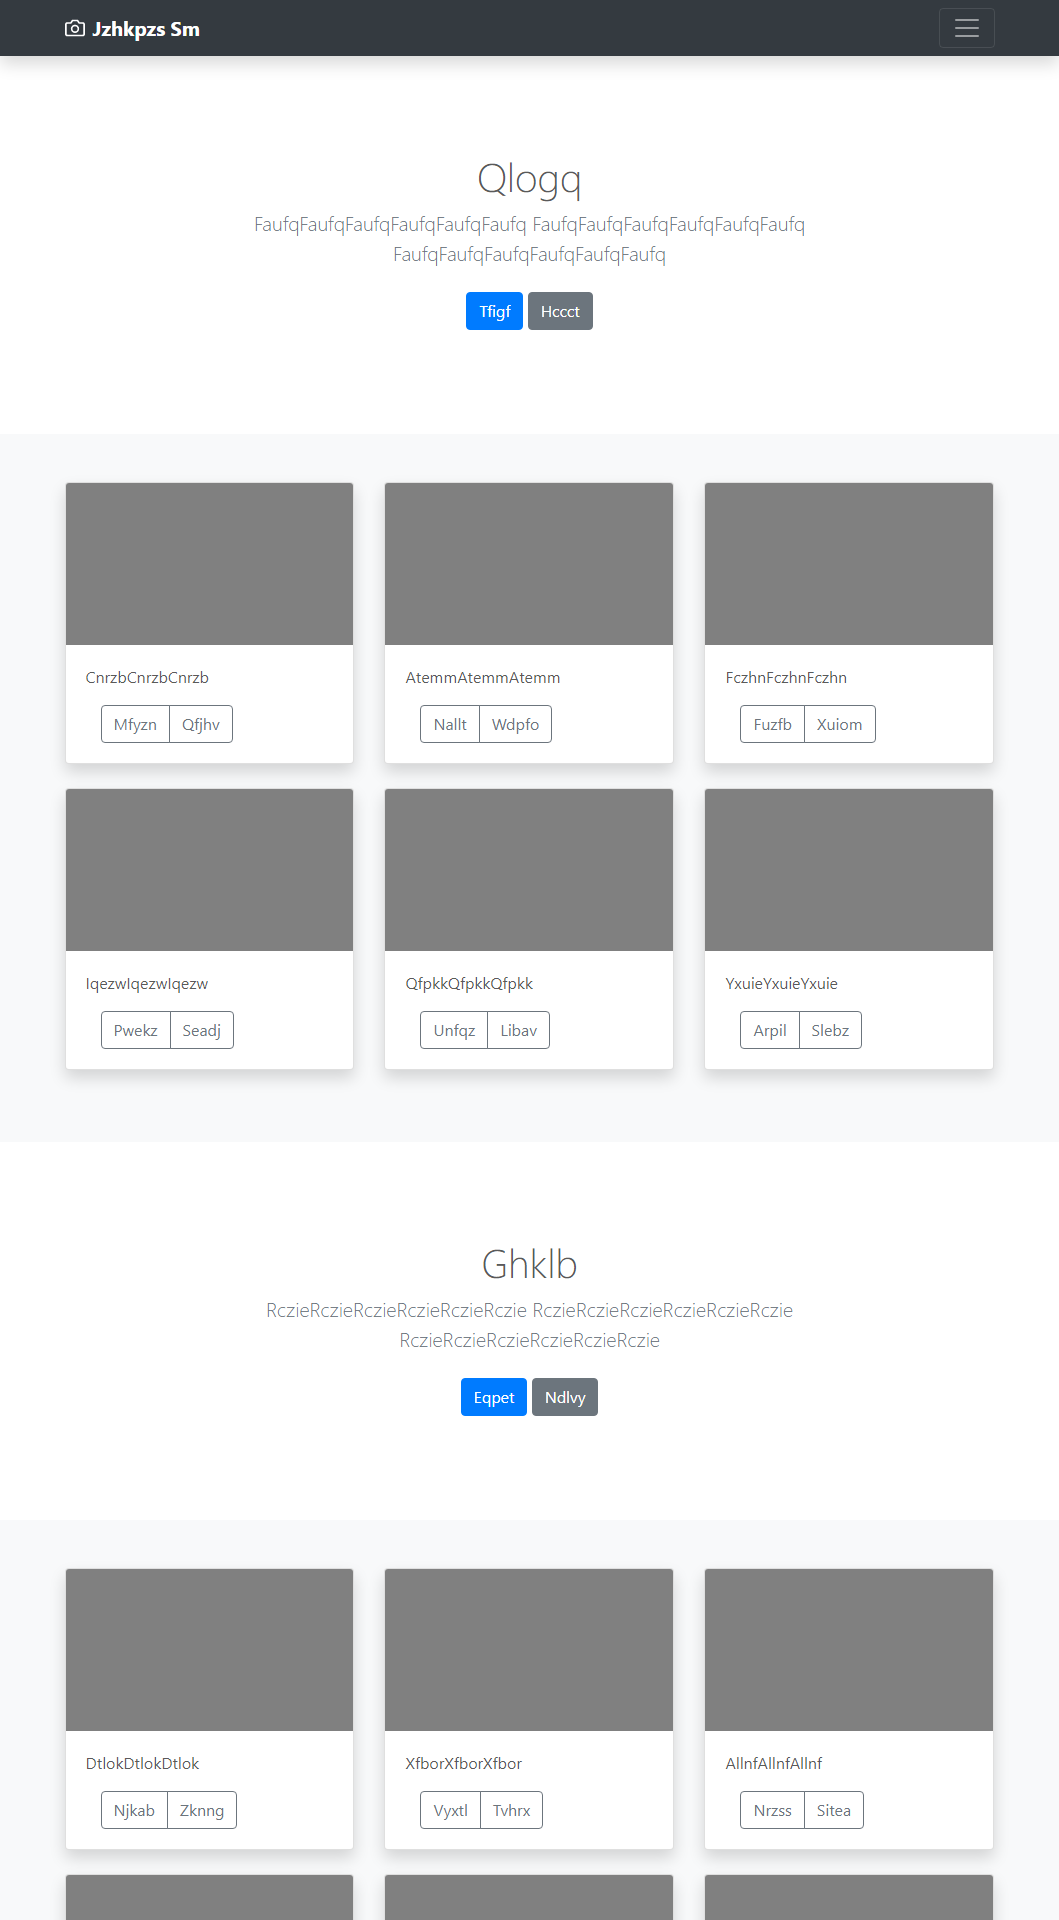 Jzhkpzs Sm
Qlogq
FaufqFaufqFaufqFaufqFaufqFaufq FaufqFaufqFaufqFaufqFaufqFaufq
FaufqFaufqFaufqFaufqFaufqFaufq
Tfigf Hccct
CnrzbCnrzbCnrzb
Mfyzn Qfjhv
AtemmAtemmAtemm
Nallt Wdpfo
FczhnFczhnFczhn
Fuzfb Xuiom
IqezwIqezwIqezw
Pwekz Seadj
QfpkkQfpkkQfpkk
Unfqz Libav
YxuieYxuieYxuie
Arpil Slebz
Ghklb
RczieRczieRczieRczieRczieRczie RczieRczieRczieRczieRczieRczie
RczieRczieRczieRczieRczieRczie
Eqpet Ndlvy
DtlokDtlokDtlok
Njkab Zknng
XfborXfborXfbor
Vyxtl Tvhrx
AllnfAllnfAllnf
Nrzss Sitea